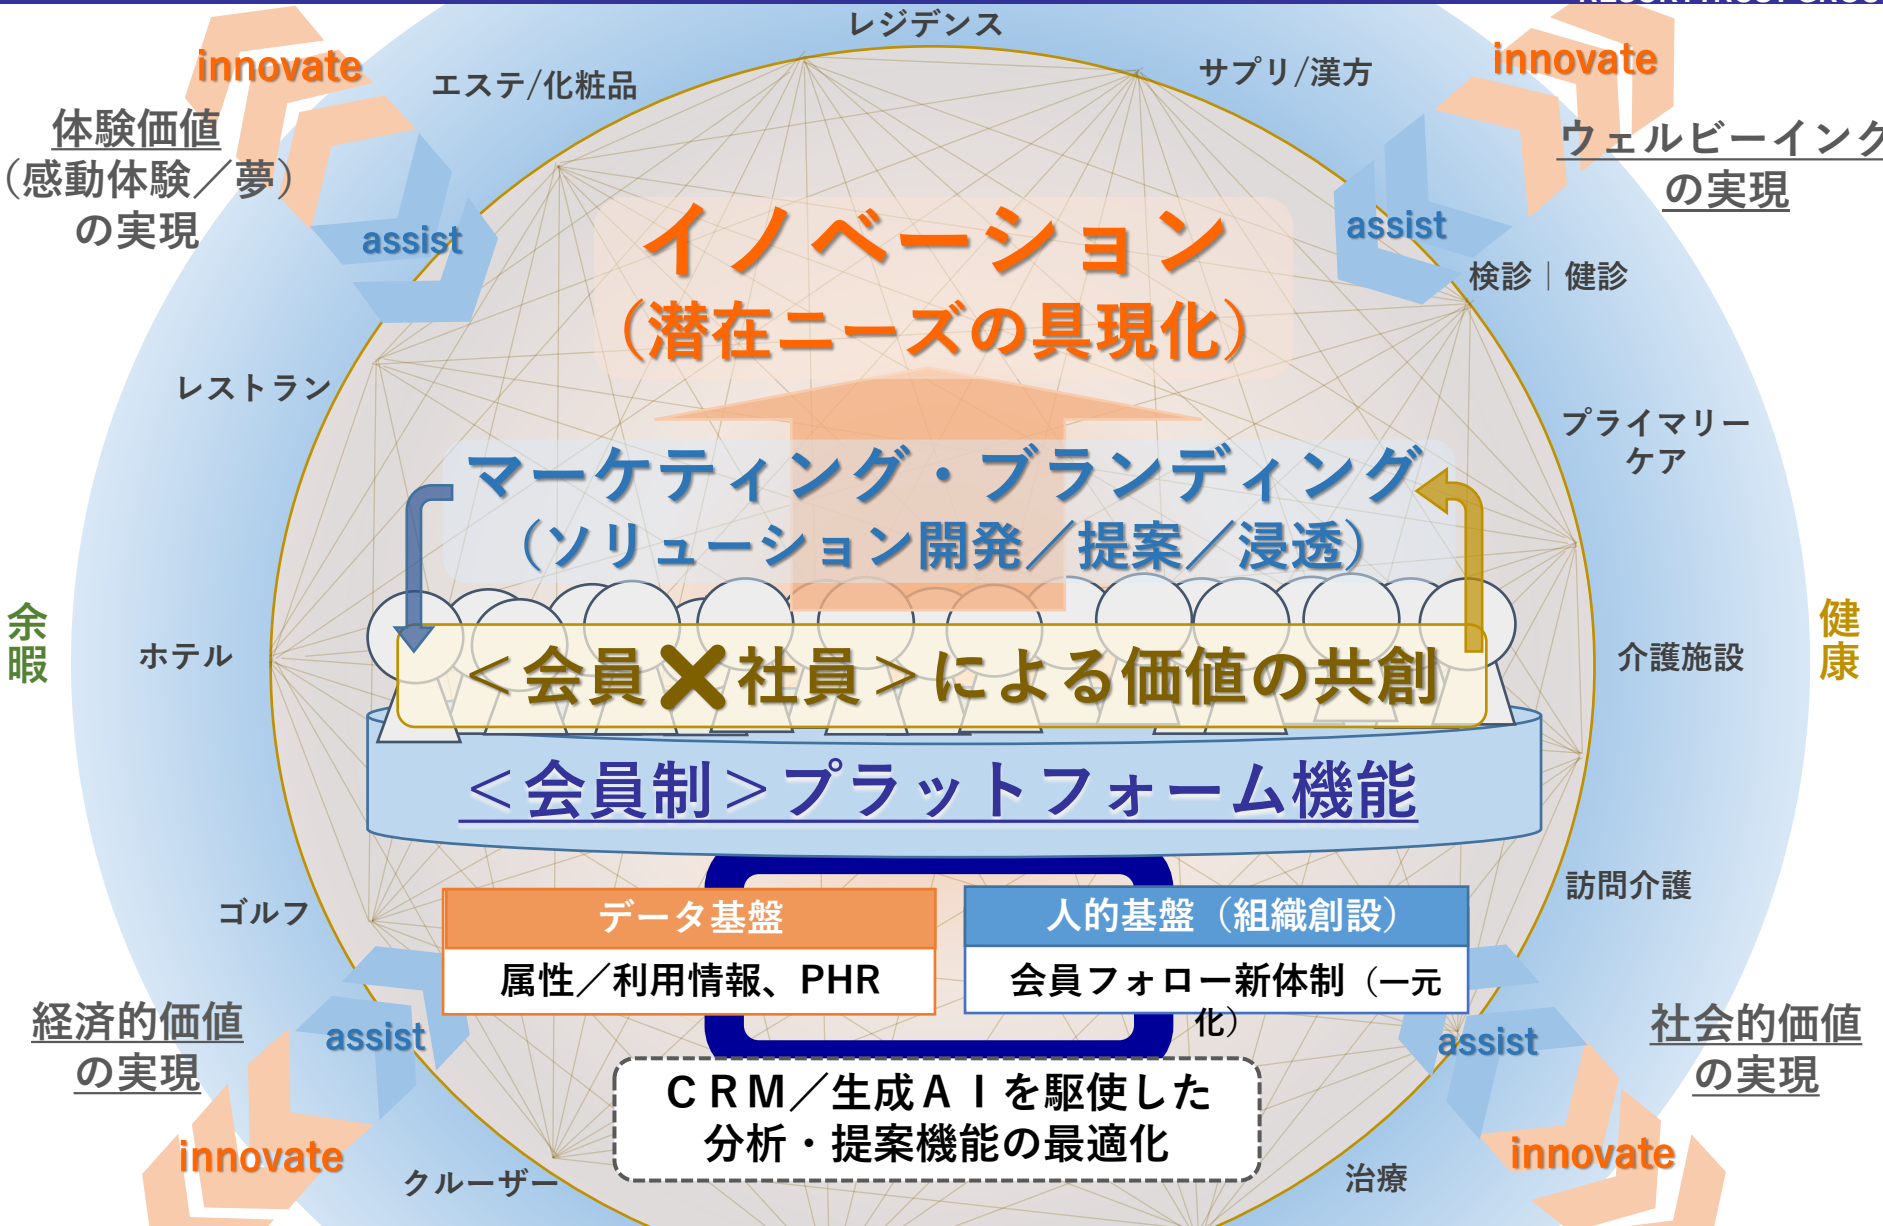 RESORTTRUST GROUP
レジデンス
innovate
エステ/化粧品
サプリ/漢方
innovate
体験価値
（感動体験／夢）
の実現
ウェルビーイング
の実現
assist
assist
イノベーション
（潜在ニーズの具現化）
検診｜健診
レストラン
プライマリー
ケア
マーケティング・ブランディング
（ソリューション開発／提案／浸透）
余暇
健康
ホテル
介護施設
＜会員✖社員＞による価値の共創
＜会員制＞プラットフォーム機能
ゴルフ
訪問介護
データ基盤
属性／利用情報、PHR
人的基盤（組織創設）
会員フォロー新体制（一元
化）
経済的価値
の実現
assist
assist
社会的価値
の実現
ＣＲＭ／生成ＡＩを駆使した
分析・提案機能の最適化
innovate
innovate
クルーザー
治療